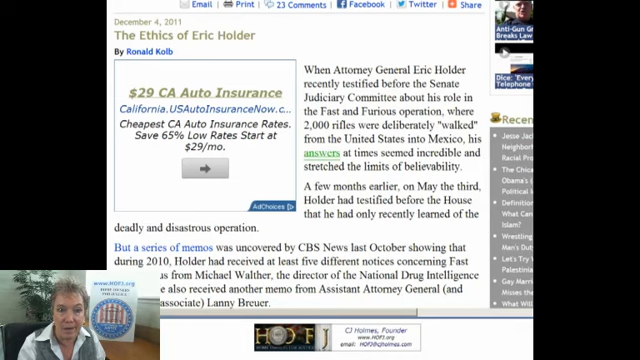 Email | Print | 23 Comments | Facebook | Twitter | Share
December 4, 2011
The Ethics of Eric Holder
By Ronald Kolb
$29 CA Auto Insurance
California.USAutoInsuranceNow.c...
Cheapest CA Auto Insurance Rates.
Save 65% Low Rates Start at
$29/mo.
AdChoices
When Attorney General Eric Holder
recently testified before the Senate
Judiciary Committee about his role in
the Fast and Furious operation, where
2,000 rifles were deliberately "walked"
from the United States into Mexico, his
answers at times seemed incredible and
stretched the limits of believability.
A few months earlier, on May the third,
Holder had testified before the House
that he had only recently learned of the
deadly and disastrous operation.
But a series of memos was uncovered by CBS News last October showing that
during 2010, Holder had received at least five different notices concerning Fast
us from Michael Walther, the director of the National Drug Intelligence
e also received another memo from Assistant Attorney General (and
associate) Lanny Breuer.
Anti-Gun Gr
Breaks Law
Dice: 'Every
Telephone
Recen
Jesse Jac
Neighbor
Racial Pro
The Chica
Political
Definition
What Car
Islam?
Wrestling
Man's Dut
Let's Try
Palestinia
Gay Marri
Misses the
What Will
www.HOFJ.org
HOFJ
CJ Holmes, Founder
www.HOFJ.org
email: HOFJ@cjholmes.com